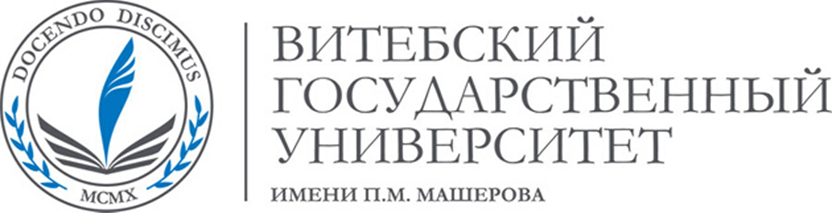 DOCENDO DISCIMUS
MCMX
ВИТЕБСКИЙ
ГОСУДАРСТВЕННЫЙ
УНИВЕРСИТЕТ
ИМЕНИ П.М. МАШЕРОВА